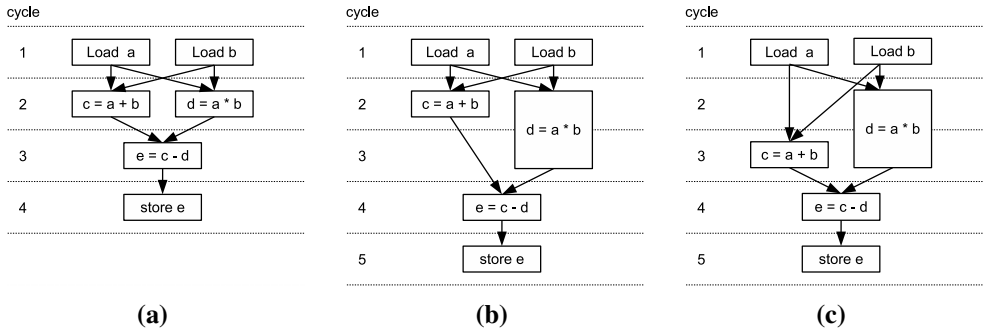 cycle
1 Load a Load b
2 c = a + b d = a * b
3 e = c - d
4 store e
(a)
cycle
1 Load a Load b
2 c = a + b
d = a * b
3
4 e = c - d
5 store e
(b)
cycle
1 Load a Load b
2
d = a * b
3 c = a + b
4 e = c - d
5 store e
(c)